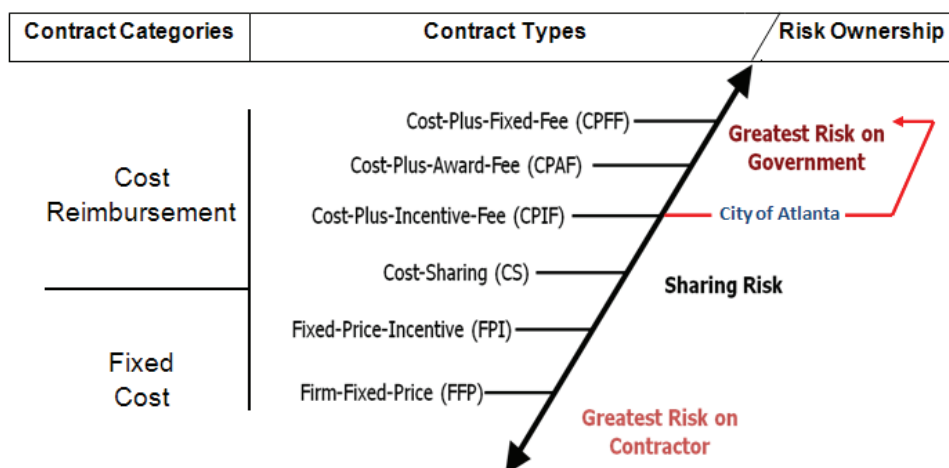 Contract Categories
Contract Types
Risk Ownership
Cost-Plus-Fixed-Fee (CPFF)
Greatest Risk on
Government
Cost-Plus-Award-Fee (CPAF)
Cost
Reimbursement
Cost-Plus-Incentive-Fee (CPIF)
City of Atlanta
Cost-Sharing (CS)
Sharing Risk
Fixed-Price-Incentive (FPI)
Fixed
Cost
Firm-Fixed-Price (FFP)
Greatest Risk on
Contractor